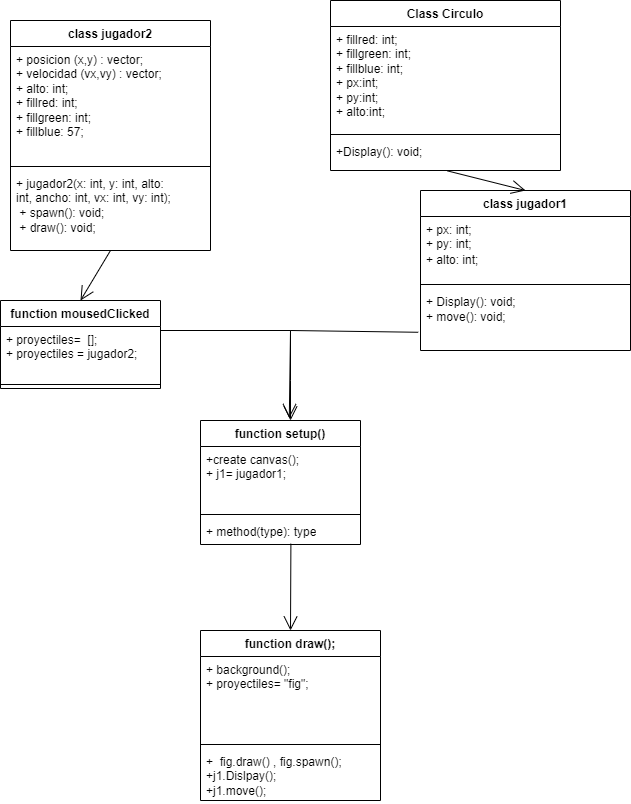 class jugador2
+ posicion (x,y) : vector;
+ velocidad (vx,vy) : vector;
+ alto: int;
+ fillred: int;
+ fillgreen: int;
+ fillblue: 57;
+ jugador2(x: int, y: int, alto:
int, ancho: int, vx: int, vy: int);
+ spawn(): void;
+ draw(): void;
Class Circulo
+ fillred: int;
+ fillgreen: int;
+ fillblue: int;
+ px:int;
+ py:int;
+ alto:int;
+Display(): void;
class jugador1
+ px: int;
+ py: int;
+ alto: int;
+ Display(): void;
+ move(): void;
function mousedClicked
+ proyectiles= [];
+ proyectiles = jugador2;
function setup()
+create canvas();
+ j1= jugador1;
+ method(type): type
function draw();
+ background();
+ proyectiles= "fig";
+ fig.draw() , fig.spawn();
+j1.Dislpay();
+j1.move();